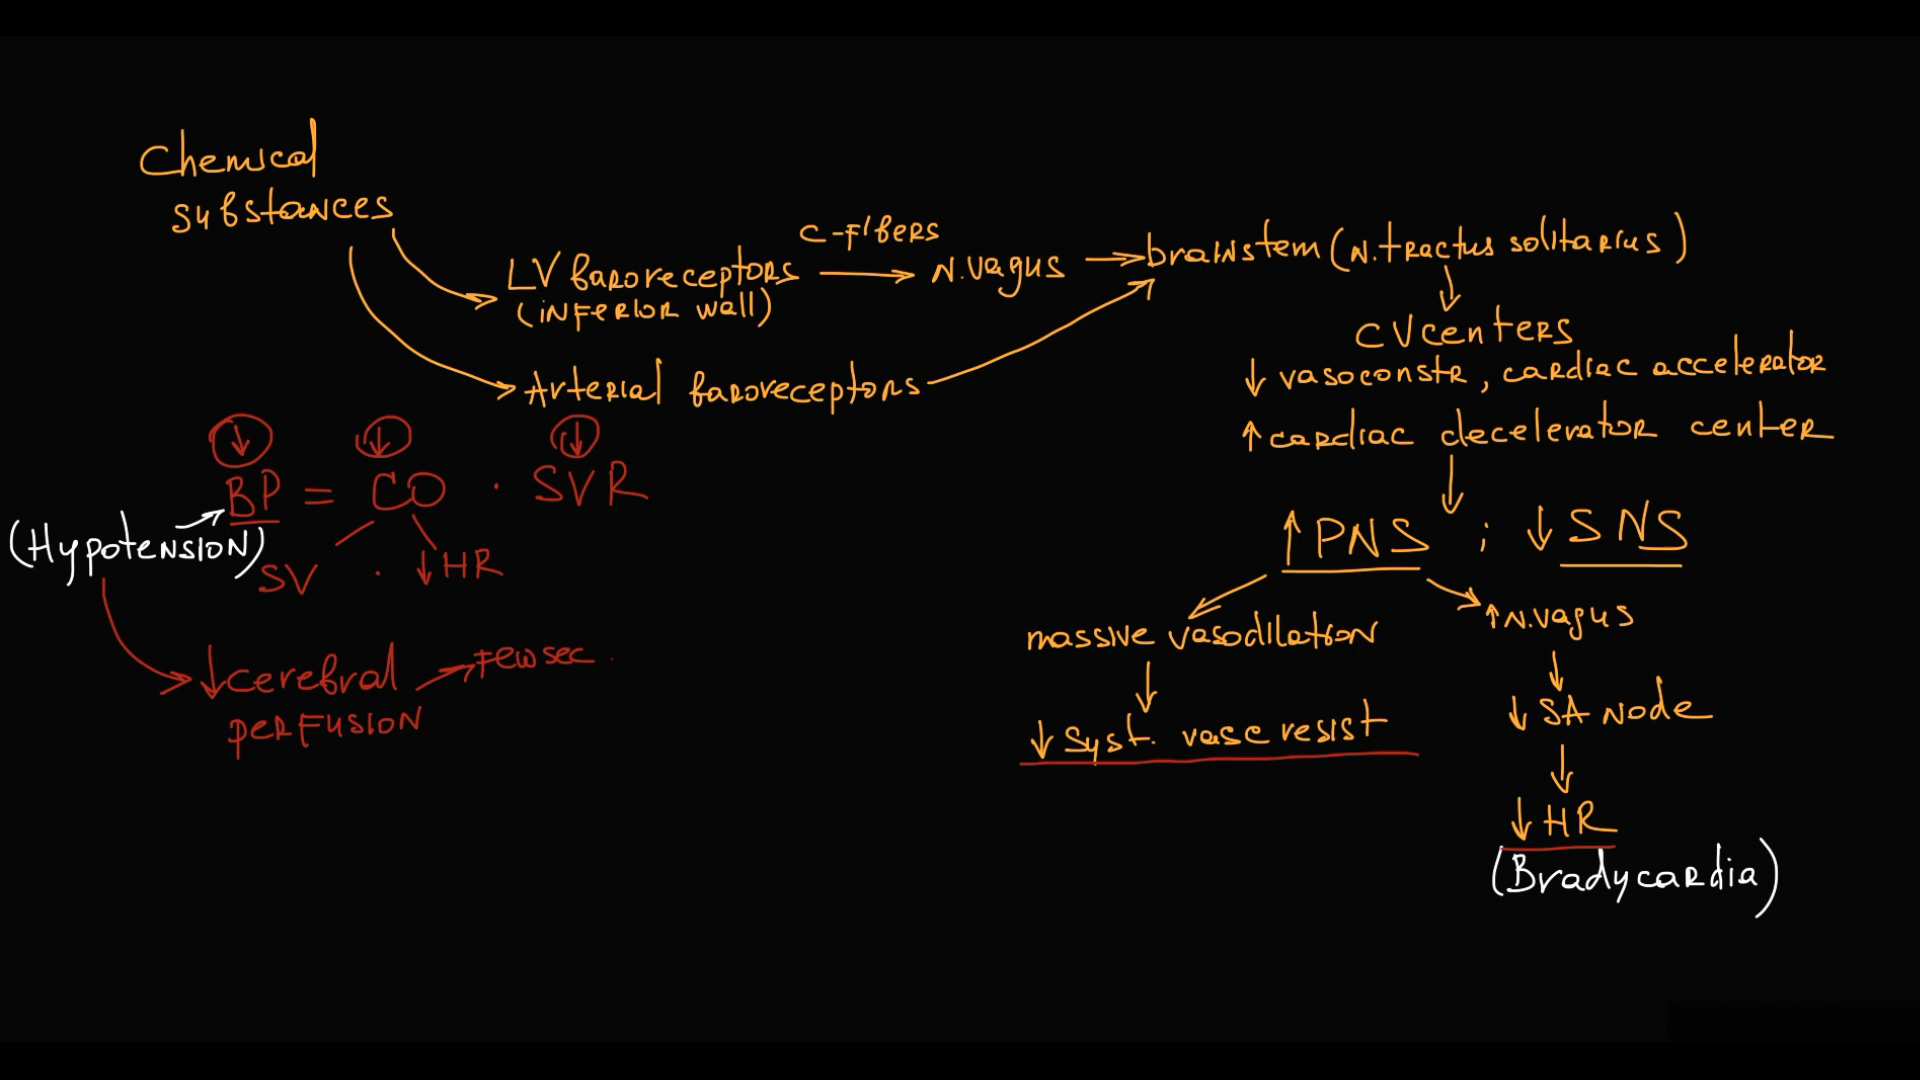 Chemical
substances
C-Fibers
LV baroreceptors → N.vagus → brainstem (N.tractus solitarius)
(inferior wall)
CV centers
Arterial baroreceptors
↓ vasoconstr, cardiac accelerator
↑ cardiac decelerator center
↓ ↓ ↓
BP = CO · SVR
(Hypotension)
SV · ↓HR
↑ PNS ; ↓ SNS
massive vasodilation
↑N.vagus
↓cerebral → Few sec.
perfusion
↓ Syst. vasc resist
↓ SA Node
↓ HR
(Bradycardia)